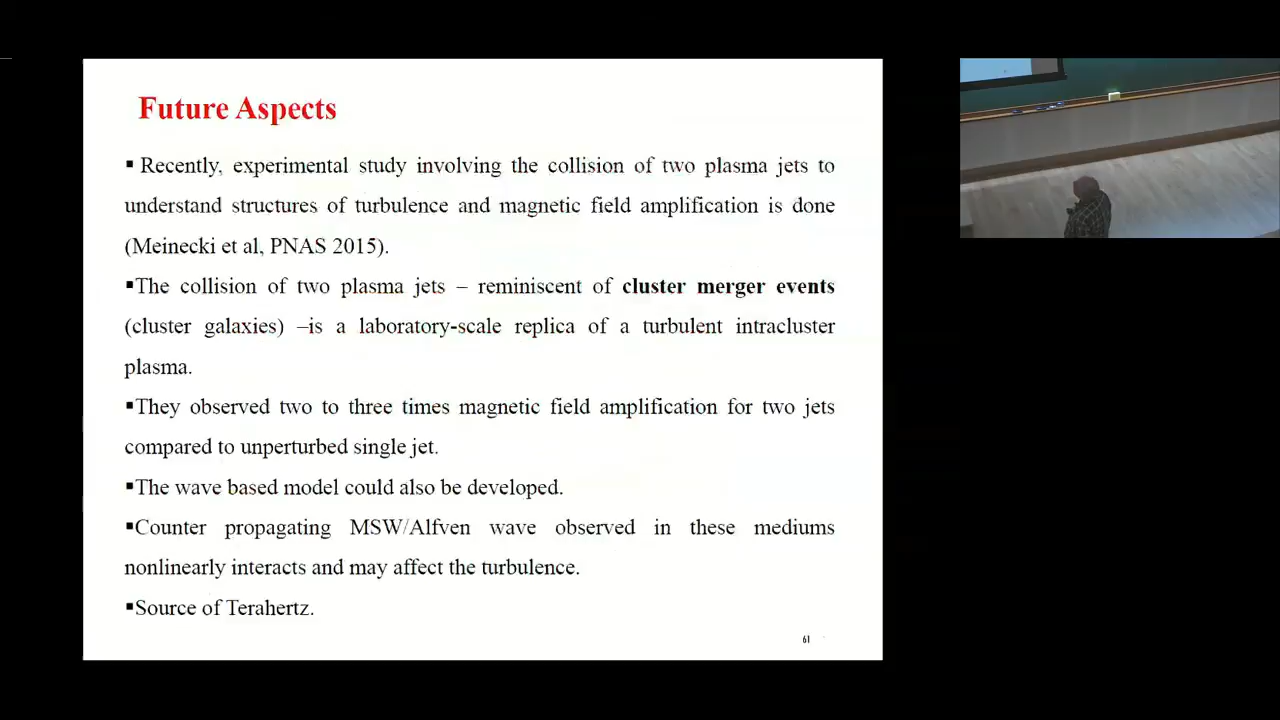 Future Aspects
▪ Recently, experimental study involving the collision of two plasma jets to
understand structures of turbulence and magnetic field amplification is done
(Meinecki et al, PNAS 2015).
▪The collision of two plasma jets – reminiscent of cluster merger events
(cluster galaxies) –is a laboratory-scale replica of a turbulent intracluster
plasma.
▪They observed two to three times magnetic field amplification for two jets
compared to unperturbed single jet.
▪The wave based model could also be developed.
▪Counter propagating MSW/Alfven wave observed in these mediums
nonlinearly interacts and may affect the turbulence.
▪Source of Terahertz.
61